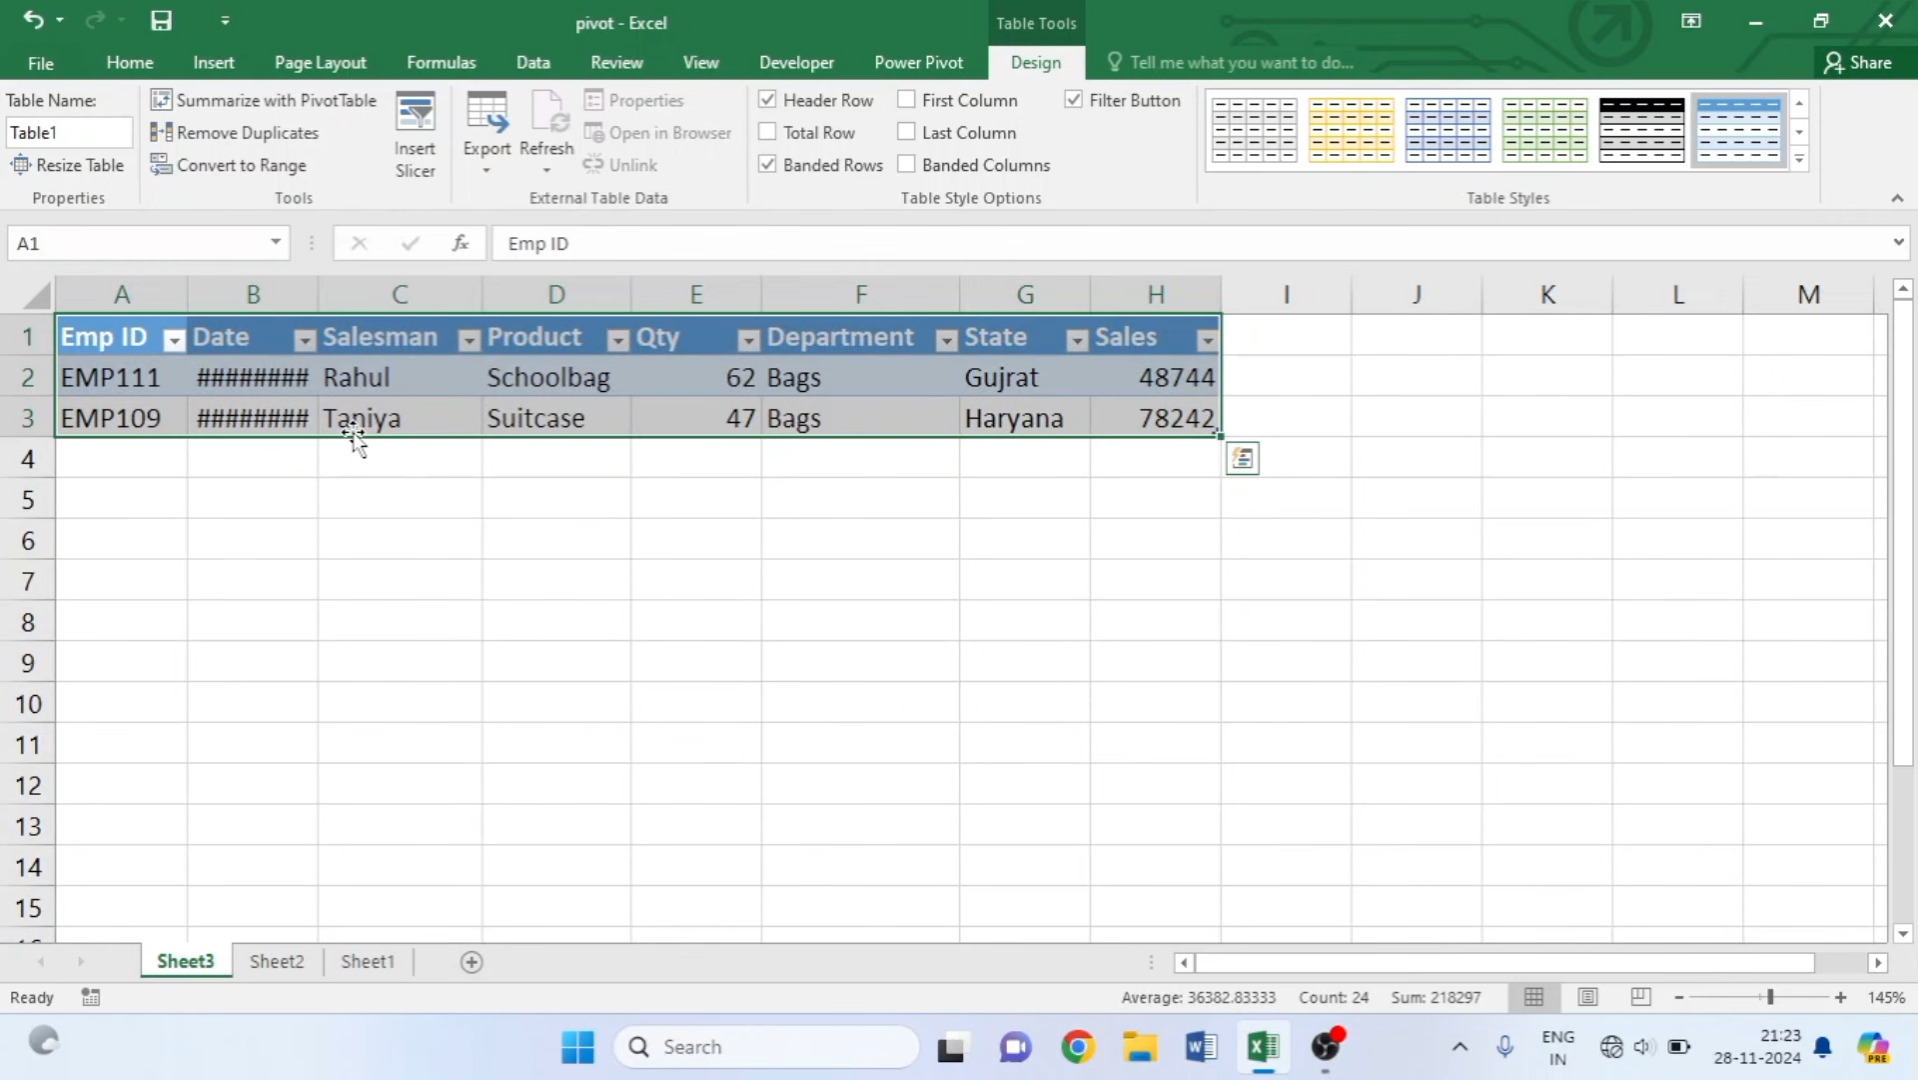 pivot - Excel
Table Tools
File Home Insert Page Layout Formulas Data Review View Developer Power Pivot Design Tell me what you want to do... Share
Table Name:
Table1
Resize Table
Properties
Summarize with PivotTable
Remove Duplicates
Convert to Range
Tools
Insert
Slicer
Export
Refresh
Properties
Open in Browser
Unlink
External Table Data
Header Row
Total Row
Banded Rows
First Column
Last Column
Banded Columns
Filter Button
Table Style Options
Table Styles
A1 fx Emp ID
A B C D E F G H I J K L M
1 Emp ID Date Salesman Product Qty Department State Sales
2 EMP111 ######## Rahul Schoolbag 62 Bags Gujrat 48744
3 EMP109 ######## Taniya Suitcase 47 Bags Haryana 78242
4
5
6
7
8
9
10
11
12
13
14
15
Sheet3 Sheet2 Sheet1
Ready Average: 36382.83333 Count: 24 Sum: 218297 145%
Search
ENG
IN
21:23
28-11-2024
PRE